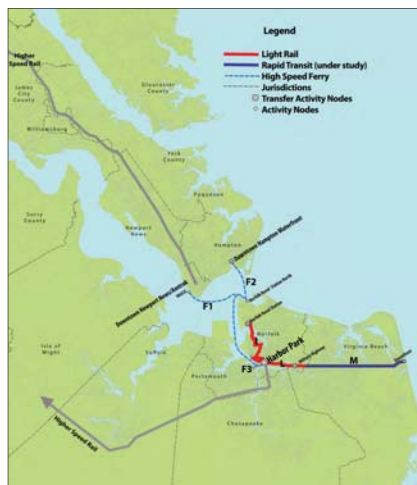 Legend
Light Rail
Rapid Transit (under study)
High Speed Ferry
Jurisdictions
Transfer Activity Nodes
Activity Nodes
Higher
Speed Rail
James
City
County
Gloucester
County
Williamsburg
York
County
Surry
County
Poquoson
Newport
News
Hampton
Downtown Hampton Waterfront
Downtown Newport News/Amtrak
F1
F2
Norfolk
Virginia Beach
Isle of
Wight
Suffolk
Harbor Park
L
F3
L
M
Portsmouth
Chesapeake
Higher Speed Rail